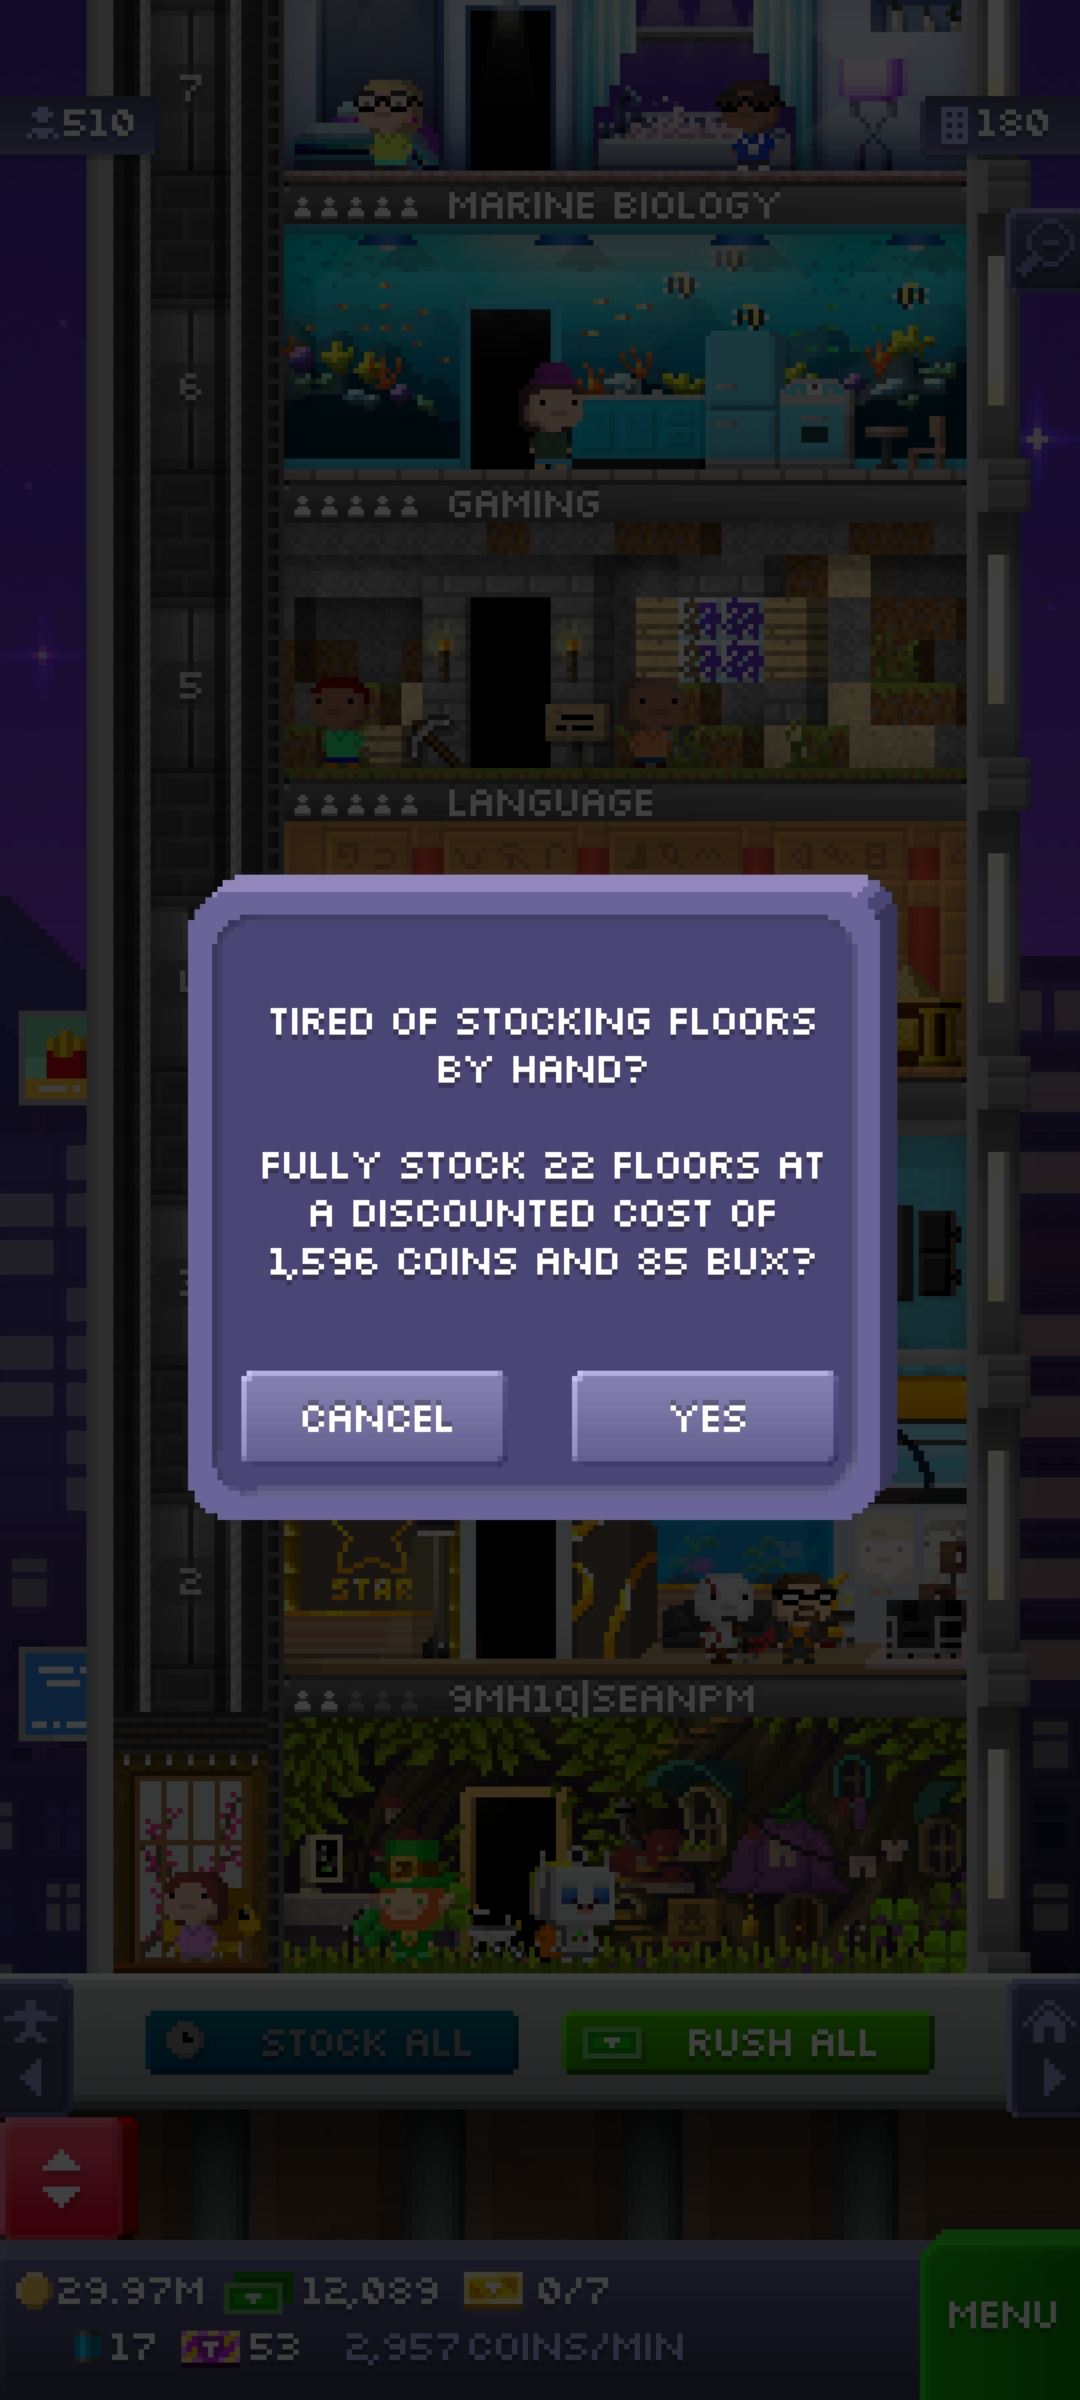 7
510
180
MARINE BIOLOGY
6
GAMING
5
LANGUAGE
TIRED OF STOCKING FLOORS
BY HAND?
FULLY STOCK 22 FLOORS AT
A DISCOUNTED COST OF
1,596 COINS AND 85 BUX?
CANCEL
YES
STAR
2
9MH1Q|SEANPM
STOCK ALL
RUSH ALL
29.97M 12,089 0/7
17 53 2,957 COINS/MIN
MENU